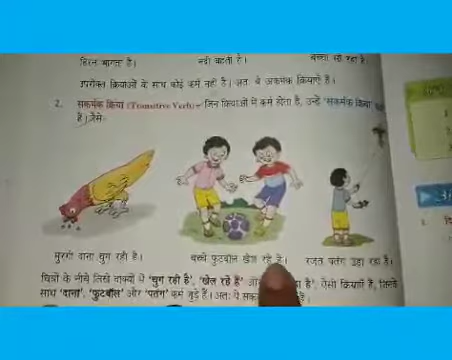 हिरन भागता है। नदी बहती है। बच्चा सो रहा है।
उपरोक्त क्रियाओं के साथ कोई कर्म नहीं है। अतः ये अकर्मक क्रियाएँ हैं।
2. सकर्मक क्रिया (Transitive Verb) – जिन क्रियाओं में कर्म होता है, उन्हें 'सकर्मक क्रिया'
हैं। जैसे-
मुरगी दाना चुग रही है। बच्चे फुटबॉल खेल रहे हैं। रजत पतंग उड़ा रहा है।
चित्रों के नीचे लिखे वाक्यों में 'चुग रही है', 'खेल रहे हैं' है' ऐसी क्रियाएँ हैं, जिनके
साथ 'दाना', 'फुटबॉल' और 'पतंग' कर्म जुड़े हैं। अतः ये हैं।